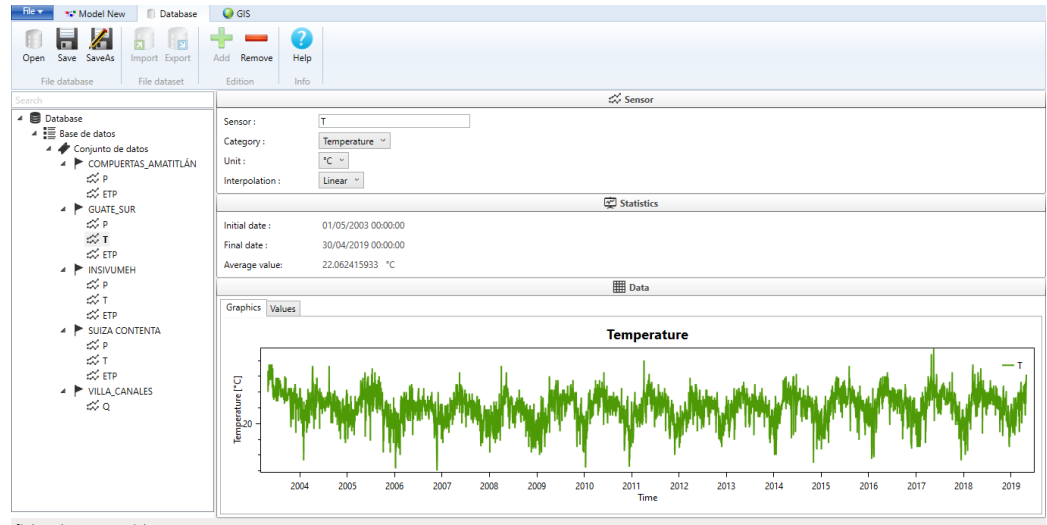 File Model New Database GIS
Open Save SaveAs Import Export Add Remove Help
File database File dataset Edition Info
Search
Database
Base de datos
Conjunto de datos
COMPUERTAS_AMATITLÁN
P
ETP
GUATE_SUR
P
T
ETP
INSIVUMEH
P
T
ETP
SUIZA CONTENTA
P
T
ETP
VILLA_CANALES
Q
Sensor
Sensor : T
Category : Temperature
Unit : °C
Interpolation : Linear
Statistics
Initial date : 01/05/2003 00:00:00
Final date : 30/04/2019 00:00:00
Average value: 22.062415933 °C
Data
Graphics Values
Temperature
T
Temperature [°C]
20
2004 2005 2006 2007 2008 2009 2010 2011 2012 2013 2014 2015 2016 2017 2018 2019
Time